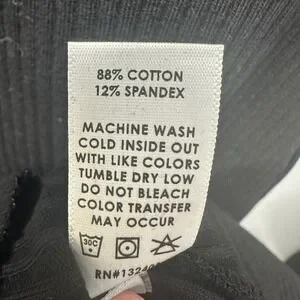 88% COTTON
12% SPANDEX
MACHINE WASH
COLD INSIDE OUT
WITH LIKE COLORS
TUMBLE DRY LOW
DO NOT BLEACH
COLOR TRANSFER
MAY OCCUR
30C